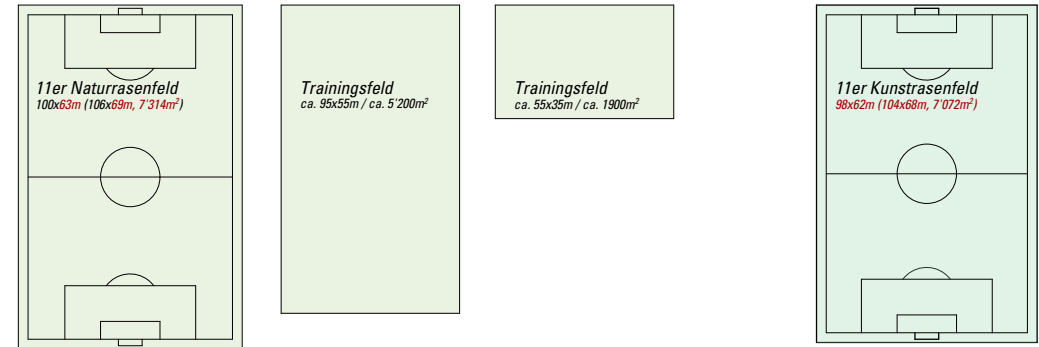 11er Naturrasenfeld
100x63m (106x69m, 7'314m²)
Trainingsfeld
ca. 95x55m / ca. 5'200m²
Trainingsfeld
ca. 55x35m / ca. 1900m²
11er Kunstrasenfeld
98x62m (104x68m, 7'072m²)